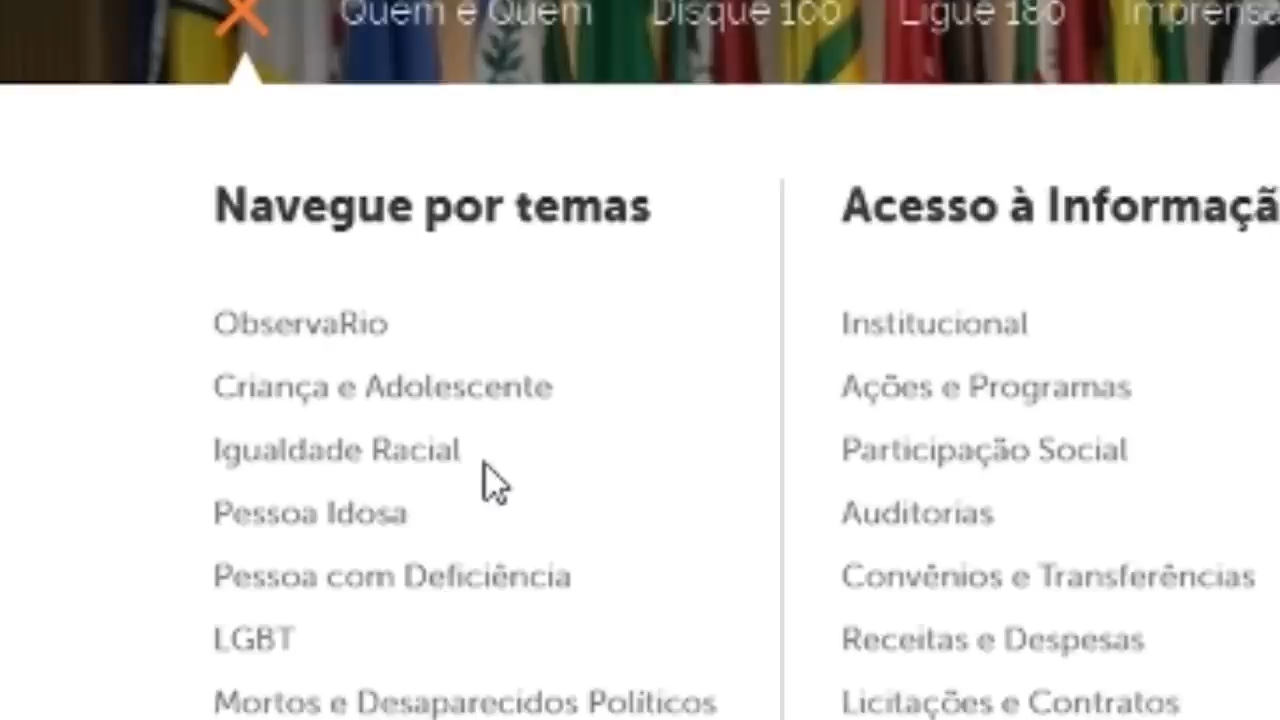 Quem é Quem Disque 100 Ligue 180 Imprensa
Navegue por temas
ObservaRio
Criança e Adolescente
Igualdade Racial
Pessoa Idosa
Pessoa com Deficiência
LGBT
Mortos e Desaparecidos Políticos
Acesso à Informaçã
Institucional
Ações e Programas
Participação Social
Auditorias
Convênios e Transferências
Receitas e Despesas
Licitações e Contratos